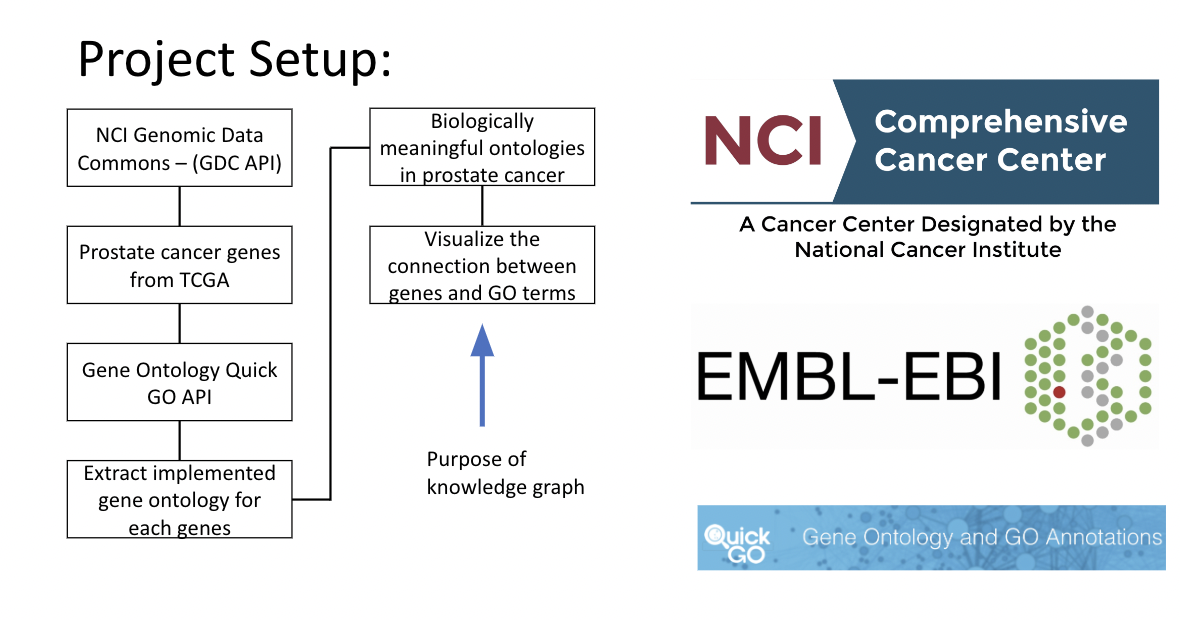 Project Setup:
NCI Genomic Data
Commons – (GDC API)
Prostate cancer genes
from TCGA
Gene Ontology Quick
GO API
Extract implemented
gene ontology for
each genes
Biologically
meaningful ontologies
in prostate cancer
Visualize the
connection between
genes and GO terms
Purpose of
knowledge graph
NCI
Comprehensive
Cancer Center
A Cancer Center Designated by the
National Cancer Institute
EMBL-EBI
Quick
GO
Gene Ontology and GO Annotations